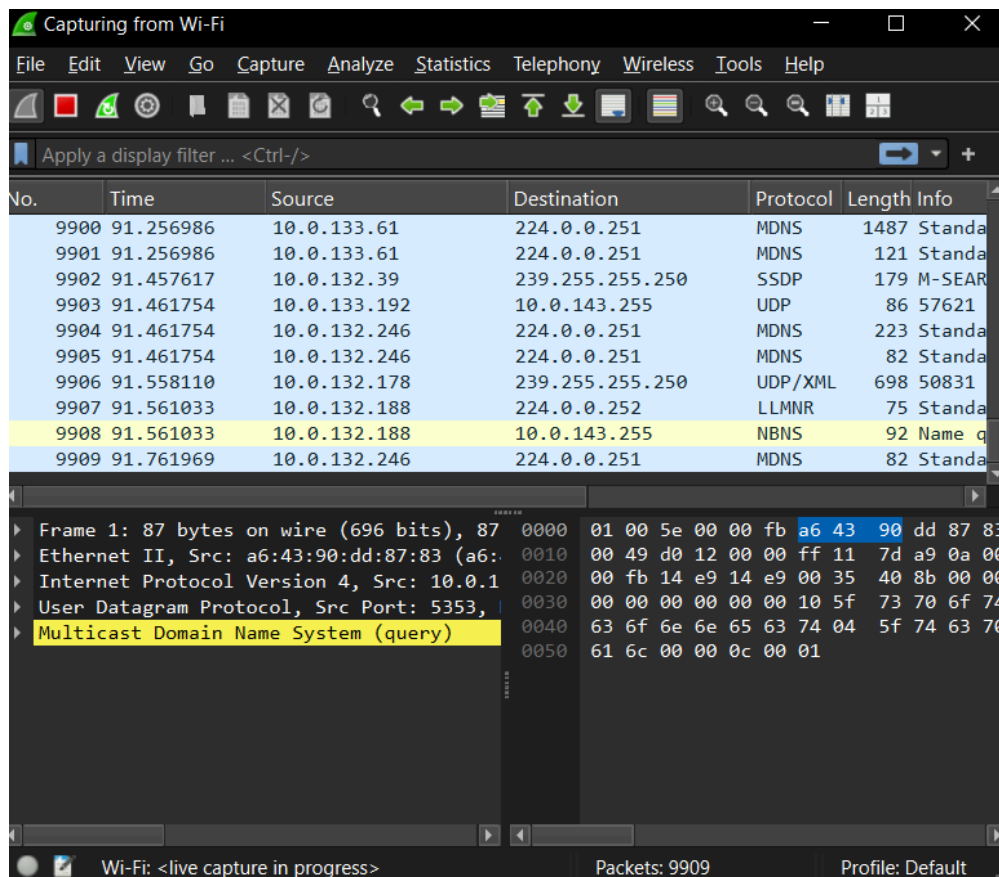 Capturing from Wi-Fi
File Edit View Go Capture Analyze Statistics Telephony Wireless Tools Help
Apply a display filter ... <Ctrl-/>
No. Time Source Destination Protocol Length Info
9900 91.256986 10.0.133.61 224.0.0.251 MDNS 1487 Standa
9901 91.256986 10.0.133.61 224.0.0.251 MDNS 121 Standa
9902 91.457617 10.0.132.39 239.255.255.250 SSDP 179 M-SEAR
9903 91.461754 10.0.133.192 10.0.143.255 UDP 86 57621
9904 91.461754 10.0.132.246 224.0.0.251 MDNS 223 Standa
9905 91.461754 10.0.132.246 224.0.0.251 MDNS 82 Standa
9906 91.558110 10.0.132.178 239.255.255.250 UDP/XML 698 50831
9907 91.561033 10.0.132.188 224.0.0.252 LLMNR 75 Standa
9908 91.561033 10.0.132.188 10.0.143.255 NBNS 92 Name q
9909 91.761969 10.0.132.246 224.0.0.251 MDNS 82 Standa
Frame 1: 87 bytes on wire (696 bits), 87
Ethernet II, Src: a6:43:90:dd:87:83 (a6:
Internet Protocol Version 4, Src: 10.0.1
User Datagram Protocol, Src Port: 5353,
Multicast Domain Name System (query)
0000 01 00 5e 00 00 fb a6 43 90 dd 87 83
0010 00 49 d0 12 00 00 ff 11 7d a9 0a 00
0020 00 fb 14 e9 14 e9 00 35 40 8b 00 00
0030 00 00 00 00 00 00 10 5f 73 70 6f 74
0040 63 6f 6e 6e 65 63 74 04 5f 74 63 70
0050 61 6c 00 00 0c 00 01
Wi-Fi: <live capture in progress> Packets: 9909 Profile: Default